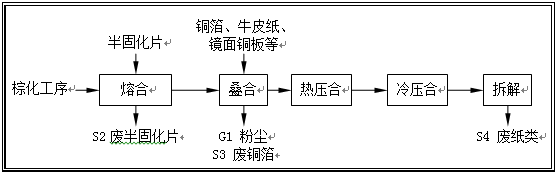 铜箔、牛皮纸、
半固化片 镜面铜板等
棕化工序 熔合 叠合 热压合 冷压合 拆解
S2 废半固化片 G1 粉尘 S4 废纸类
S3 废铜箔